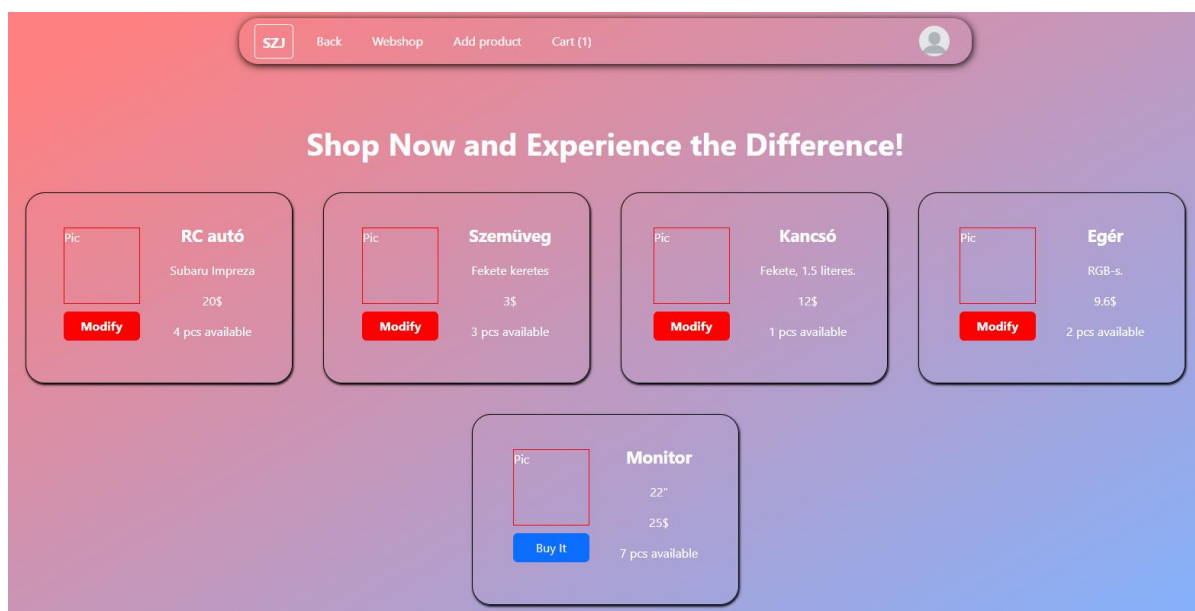 SZJ Back Webshop Add product Cart (1)
Shop Now and Experience the Difference!
Pic
RC autó
Subaru Impreza
20$
Modify
4 pcs available
Pic
Szemüveg
Fekete keretes
3$
Modify
3 pcs available
Pic
Kancsó
Fekete, 1.5 literes.
12$
Modify
1 pcs available
Pic
Egér
RGB-s.
9.6$
Modify
2 pcs available
Pic
Monitor
22"
25$
Buy It
7 pcs available